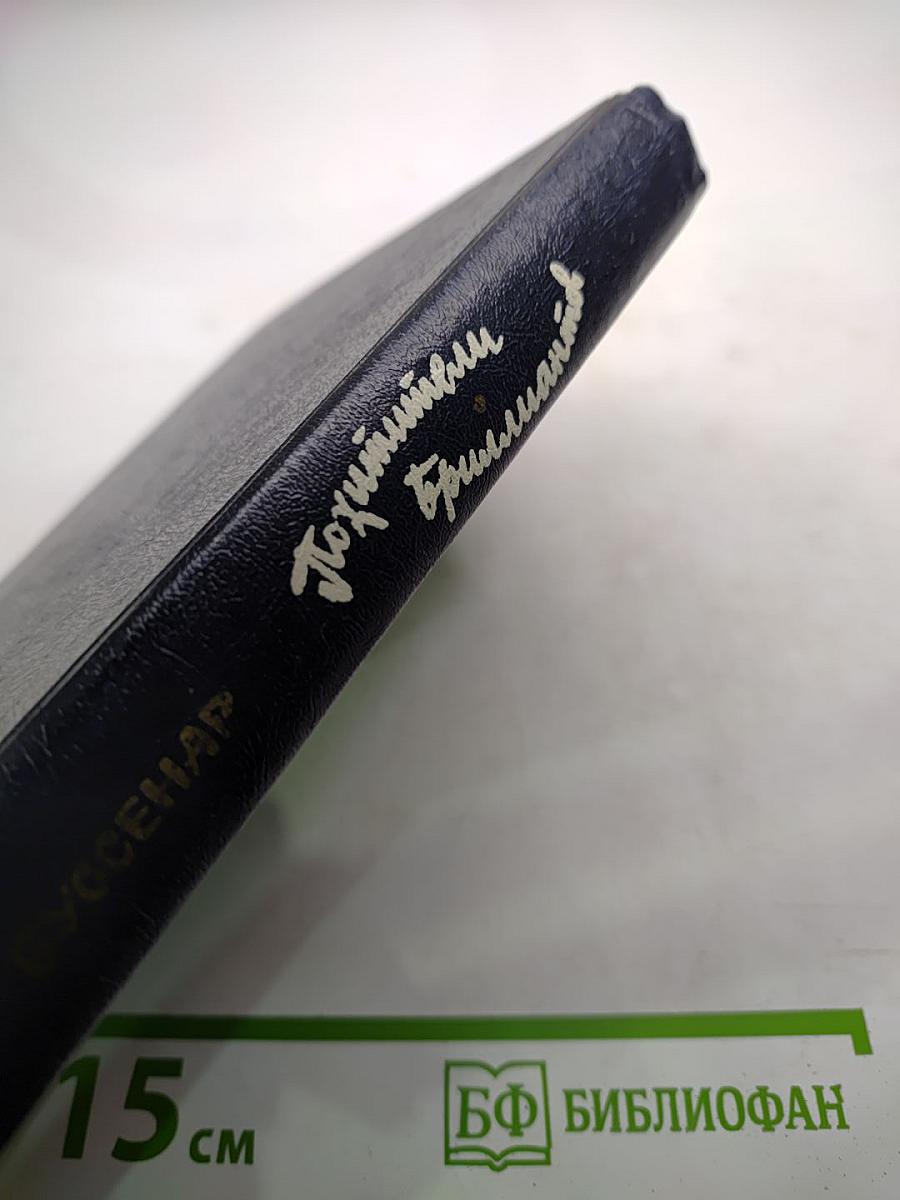 Похитители
бриллиантов
БУССЕНАР
15 см
БФ БИБЛИОФАН